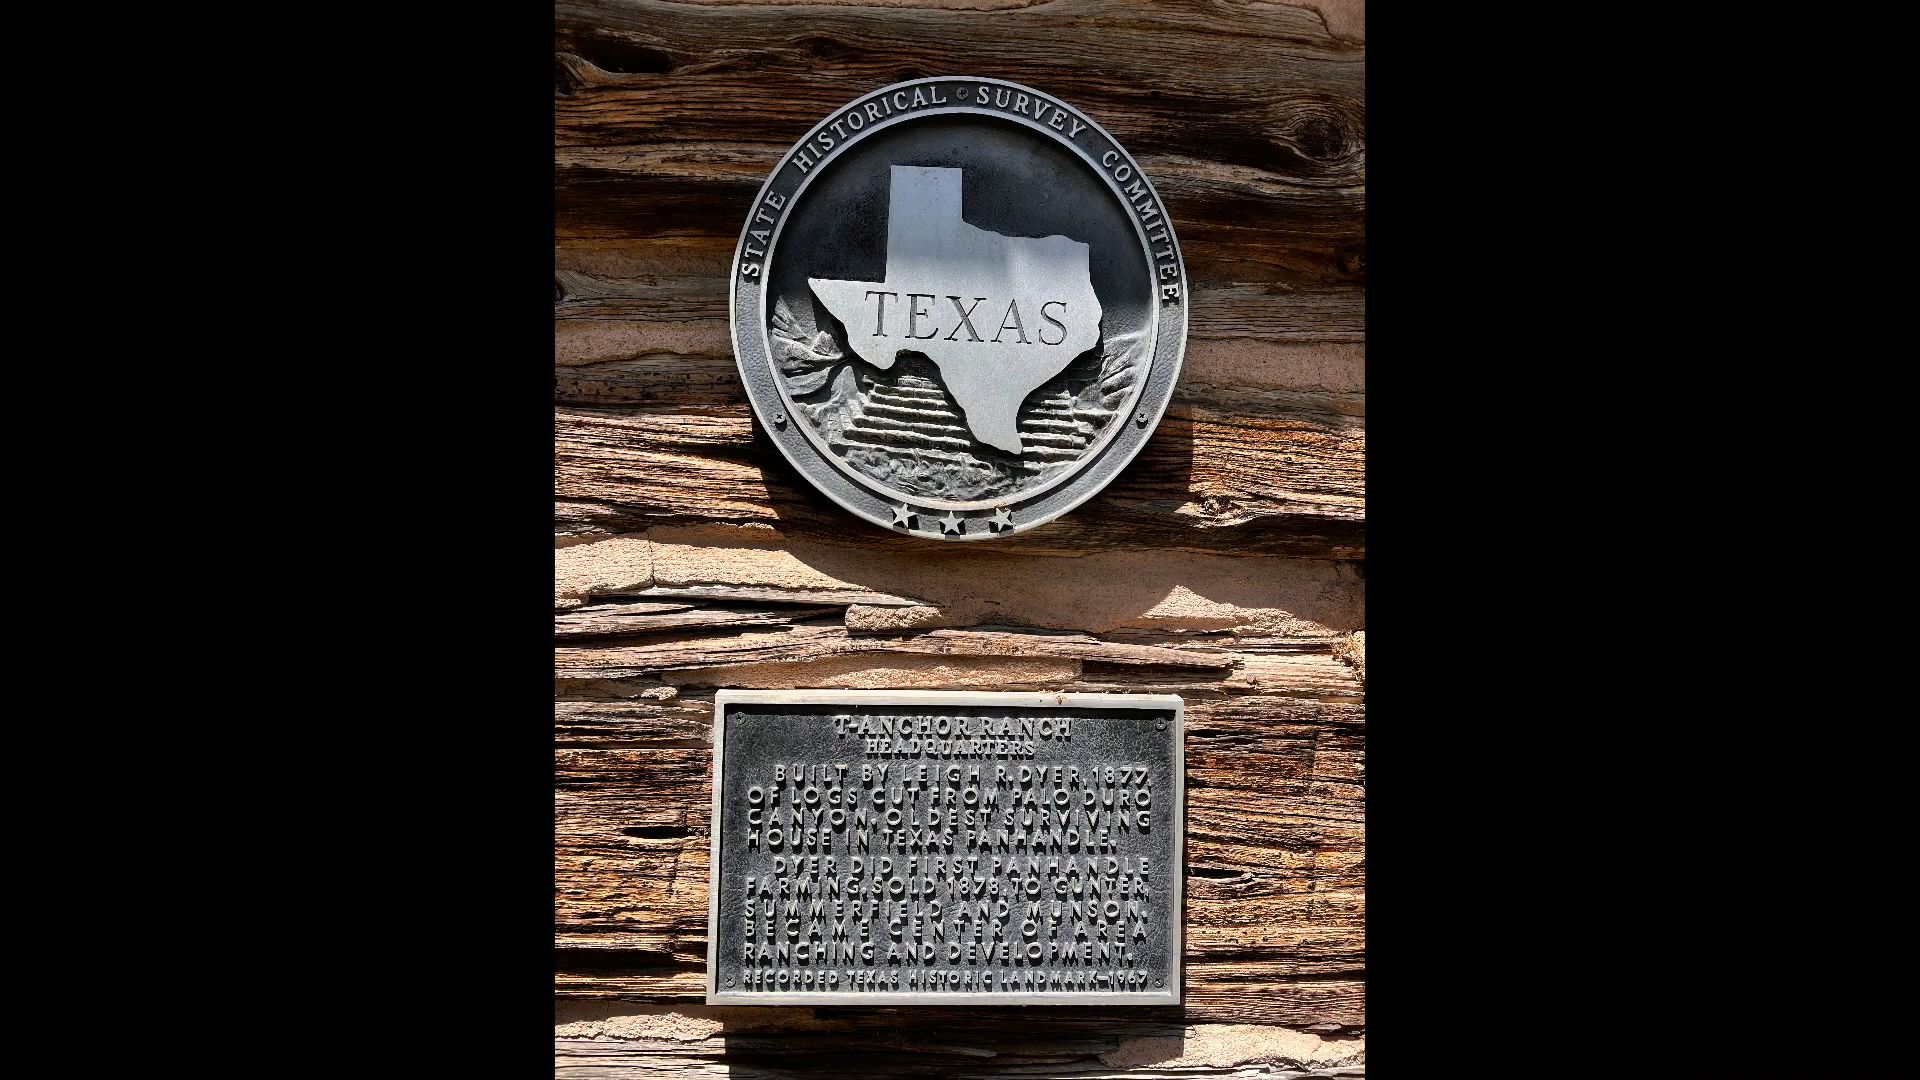 STATE HISTORICAL SURVEY COMMITTEE
TEXAS
T-ANCHOR RANCH
HEADQUARTERS
BUILT BY LEIGH R. DYER, 1877,
OF LOGS CUT FROM PALO DURO
CANYON. OLDEST SURVIVING
HOUSE IN TEXAS PANHANDLE.
DYER DID FIRST PANHANDLE
FARMING. SOLD 1878, TO GUNTER,
SUMMERFIELD AND MUNSON.
BECAME CENTER OF AREA
RANCHING AND DEVELOPMENT.
RECORDED TEXAS HISTORIC LANDMARK—1967